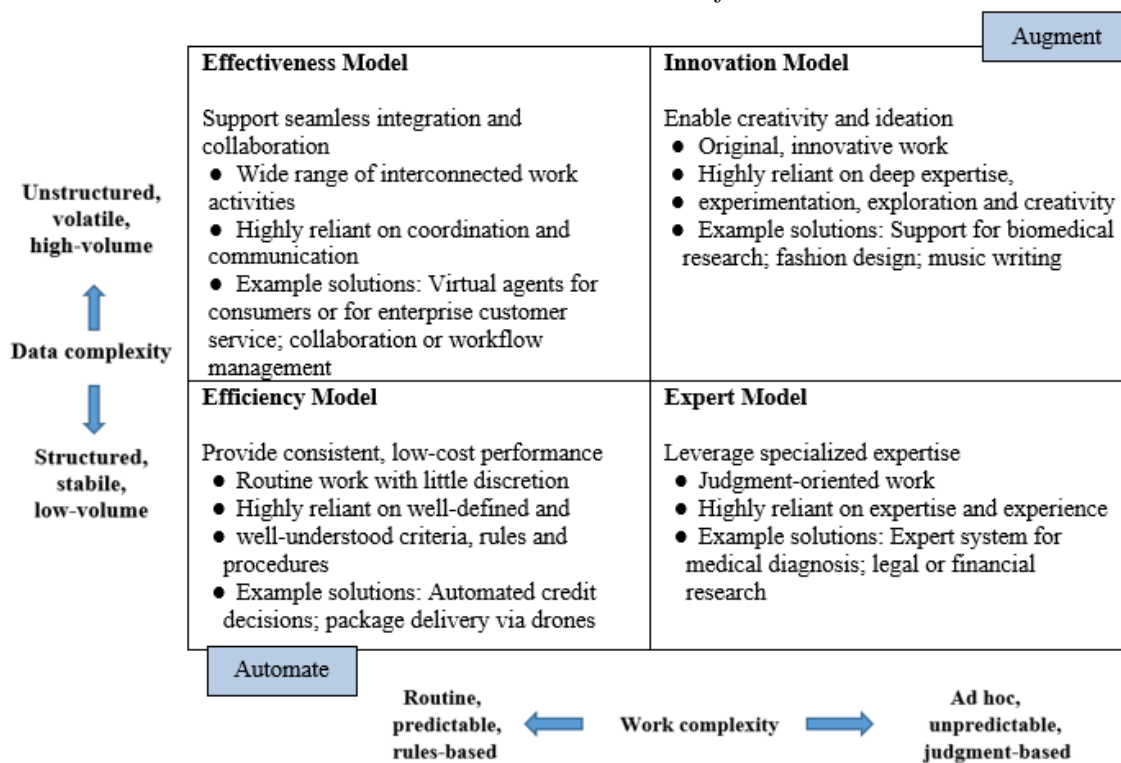 Augment
Effectiveness Model
Support seamless integration and
collaboration
● Wide range of interconnected work
activities
● Highly reliant on coordination and
communication
● Example solutions: Virtual agents for
consumers or for enterprise customer
service; collaboration or workflow
management
Innovation Model
Enable creativity and ideation
● Original, innovative work
● Highly reliant on deep expertise,
● experimentation, exploration and creativity
● Example solutions: Support for biomedical
research; fashion design; music writing
Unstructured,
volatile,
high-volume
Data complexity
Structured,
stabile,
low-volume
Efficiency Model
Provide consistent, low-cost performance
● Routine work with little discretion
● Highly reliant on well-defined and
● well-understood criteria, rules and
procedures
● Example solutions: Automated credit
decisions; package delivery via drones
Expert Model
Leverage specialized expertise
● Judgment-oriented work
● Highly reliant on expertise and experience
● Example solutions: Expert system for
medical diagnosis; legal or financial
research
Automate
Routine,
predictable,
rules-based
Work complexity
Ad hoc,
unpredictable,
judgment-based